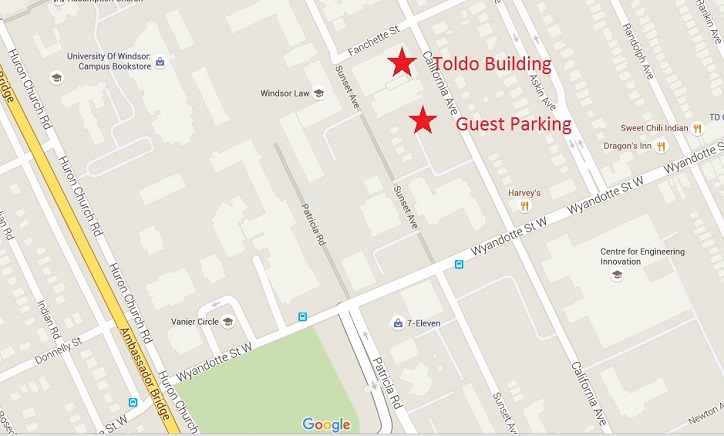 Assumption Church
University Of Windsor:
Campus Bookstore
Huron Church Rd
Bridge
Windsor Law
Fanchette St
Sunset Ave
California Ave
Toldo Building
Guest Parking
Askin Ave
Randolph Ave
Rankin Ave
Sweet Chili Indian
Dragon's Inn
TD C
Huron Church Rd
Patricia Rd
Sunset Ave
Harvey's
Wyandotte St W
Wyandotte St W
Indian Rd
Huron Church Rd
Centre for Engineering
Innovation
Indian Rd
Vanier Circle
7-Eleven
Donnelly St
Ambassador Bridge
Wyandotte St W
Patricia Rd
California Ave
Huron Church Rd
Sunset Ave
Newton A
St W
Google